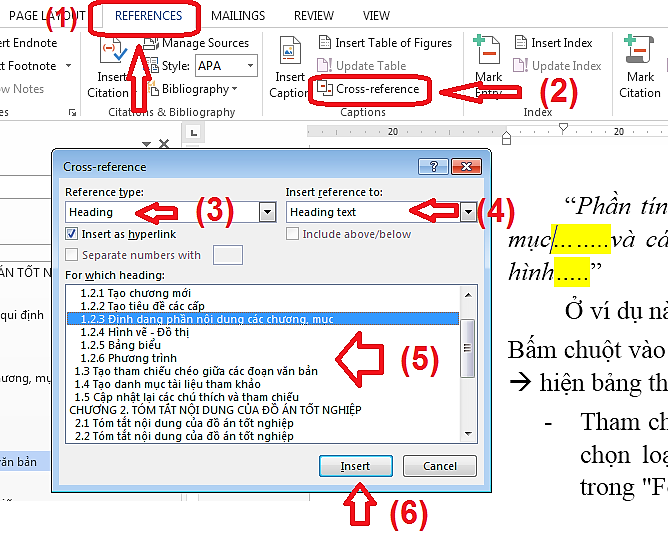 (1) PAGE LAYOUT REFERENCES MAILINGS REVIEW VIEW
ert Endnote Manage Sources Insert Table of Figures Insert Index
t Footnote Insert Citation Style: APA Insert Caption Update Table Mark Entry Update Index Mark Citation
ow Notes Bibliography Cross-reference (2)
es Citations & Bibliography Captions Index
20 20
Cross-reference
Reference type: Insert reference to:
Heading (3) Heading text (4)
Insert as hyperlink Include above/below
Separate numbers with
For which heading:
1.2.1 Tạo chương mới
1.2.2 Tạo tiêu đề các cấp
1.2.3 Định dạng phần nội dung các chương, mục
1.2.4 Hình vẽ - Đồ thị
1.2.5 Bảng biểu
1.2.6 Phương trình
1.3 Tạo tham chiếu chéo giữa các đoạn văn bản
1.4 Tạo danh mục tài liệu tham khảo
1.5 Cập nhật lại các chú thích và tham chiếu
CHƯƠNG 2. TÓM TẮT NỘI DUNG CỦA ĐỒ ÁN TỐT NGHIỆP
2.1 Tóm tắt nội dung của đồ án tốt nghiệp
2.2 Tóm tắt nội dung của đồ án tốt nghiệp
(5)
Insert Cancel
(6)
ÁN TỐT N
qui định
ương, mụ
văn bản
“Phần tín
mục……..và cá
hình…..”
Ở ví dụ nà
Bấm chuột vào
→ hiện bảng th
- Tham ch
chọn loạ
trong "Fo